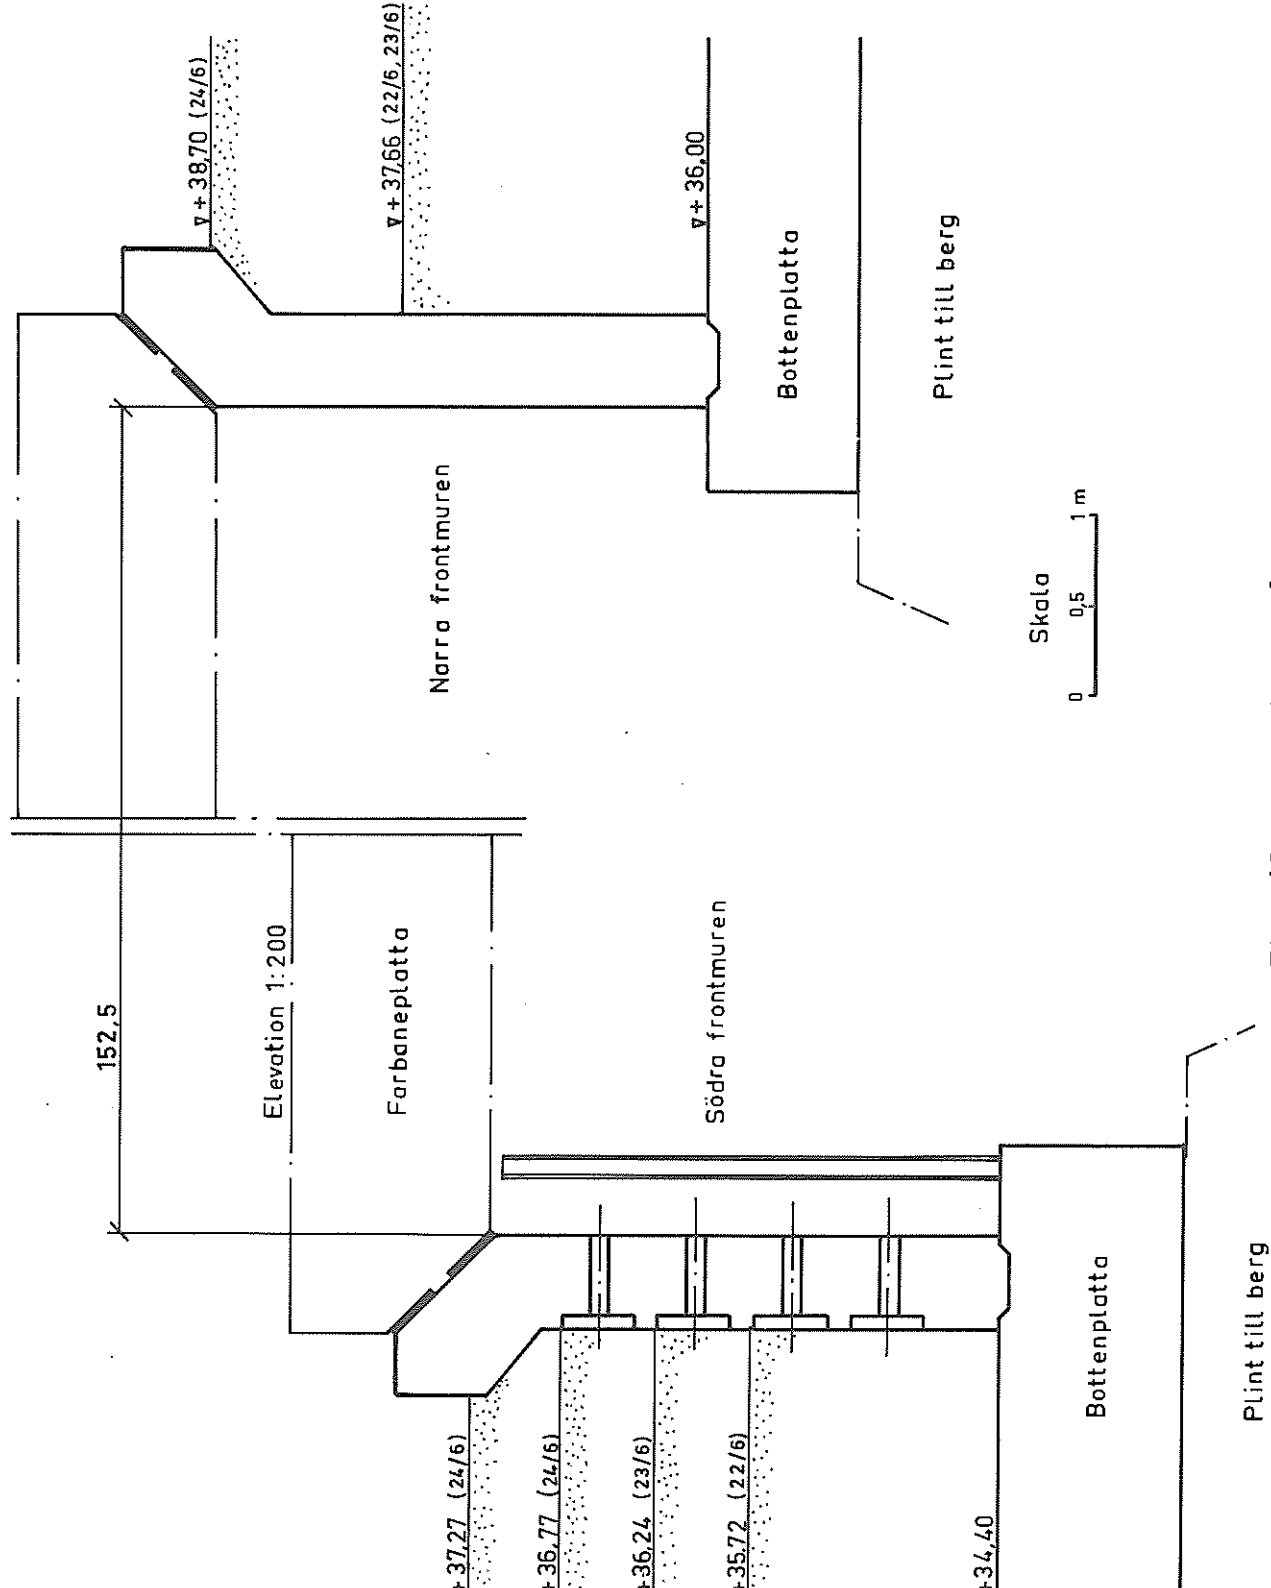 152,5
Elevation 1:200
Farbaneplatta
Södra frontmuren
+37,27 (24/6)
+36,77 (24/6)
+36,24 (23/6)
+35,72 (22/6)
+34,40
Bottenplatta
Plint till berg
∇+38,70 (24/6)
∇+37,66 (22/6, 23/6)
∇+36,00
Norra frontmuren
Bottenplatta
Plint till berg
Skala
0 0,5 1 m